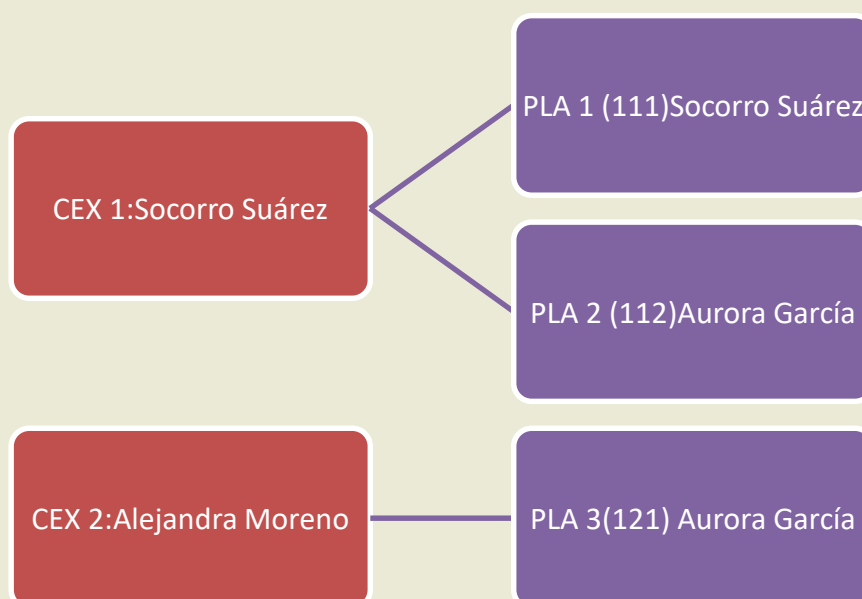 CEX 1:Socorro Suárez
PLA 1 (111)Socorro Suárez
PLA 2 (112)Aurora García
CEX 2:Alejandra Moreno
PLA 3(121) Aurora García